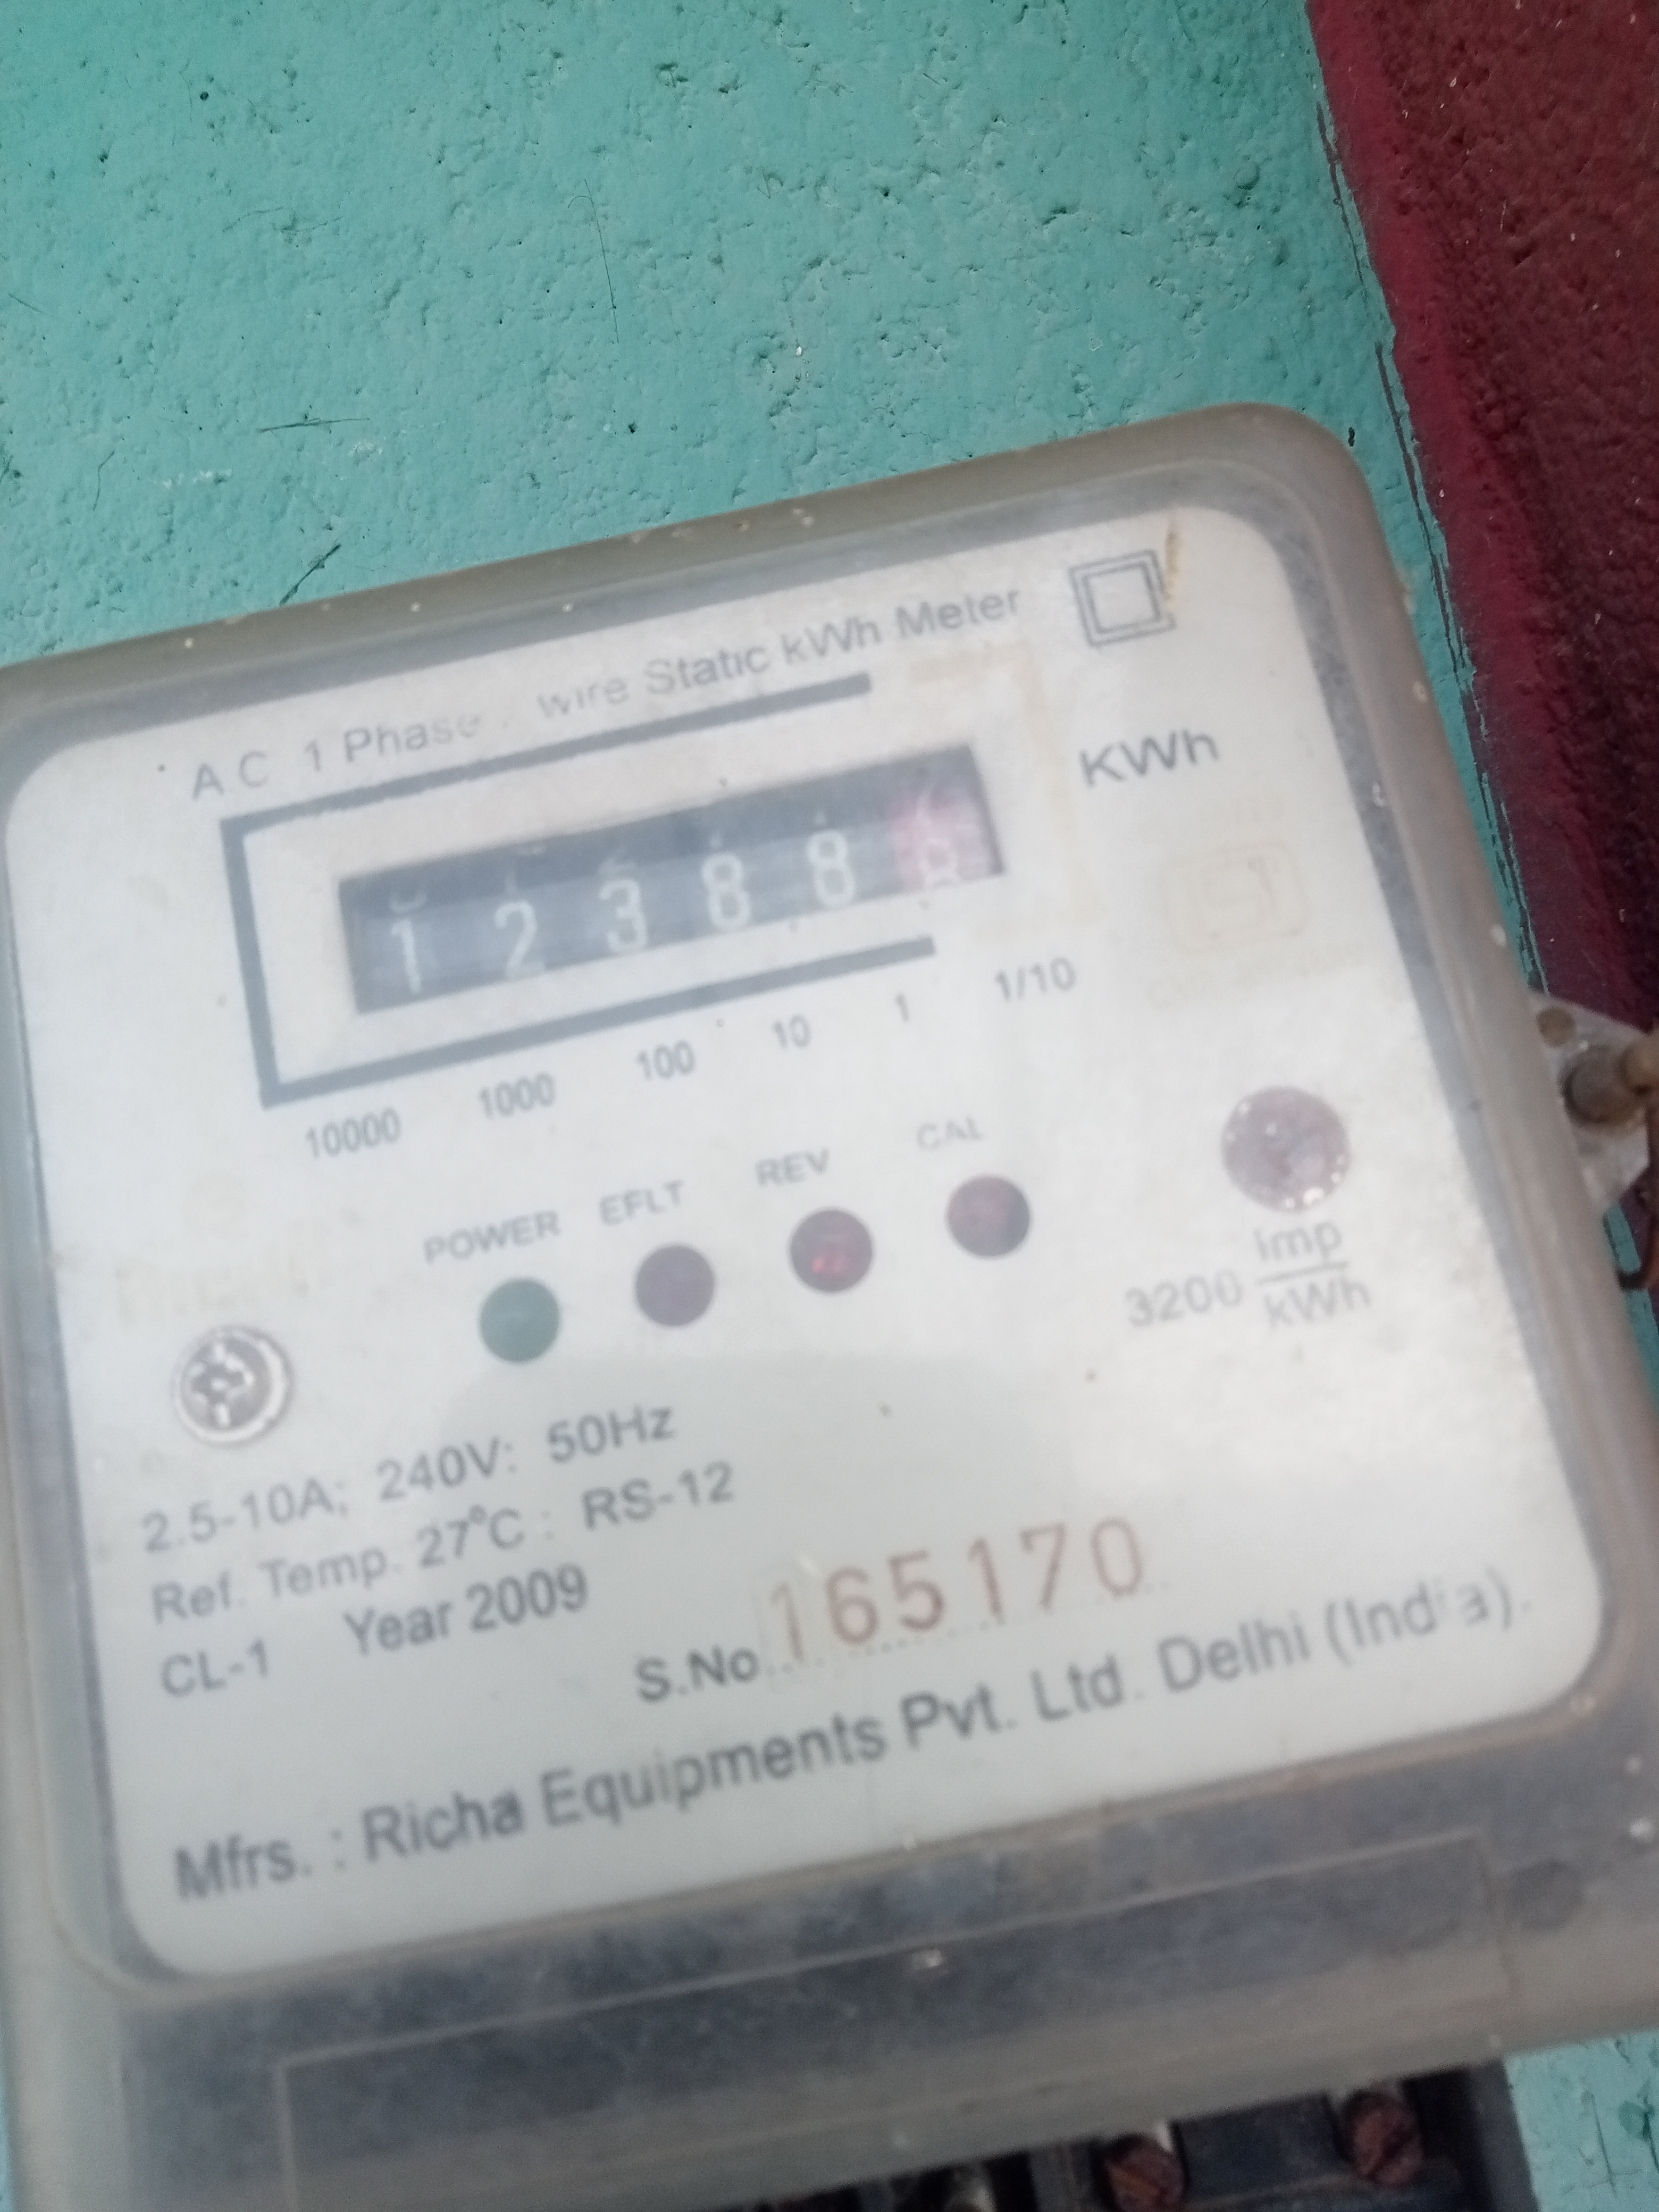 A C 1 Phase wire Static kWh Meter
KWh
1 2 3 8 8
10000 1000 100 10 1 1/10
POWER EFLT REV CAL
3200 imp/kWh
2.5-10A; 240V: 50Hz
Ref. Temp. 27°C : RS-12
CL-1 Year 2009
S.No. 165170
Mfrs. : Richa Equipments Pvt. Ltd. Delhi (India).